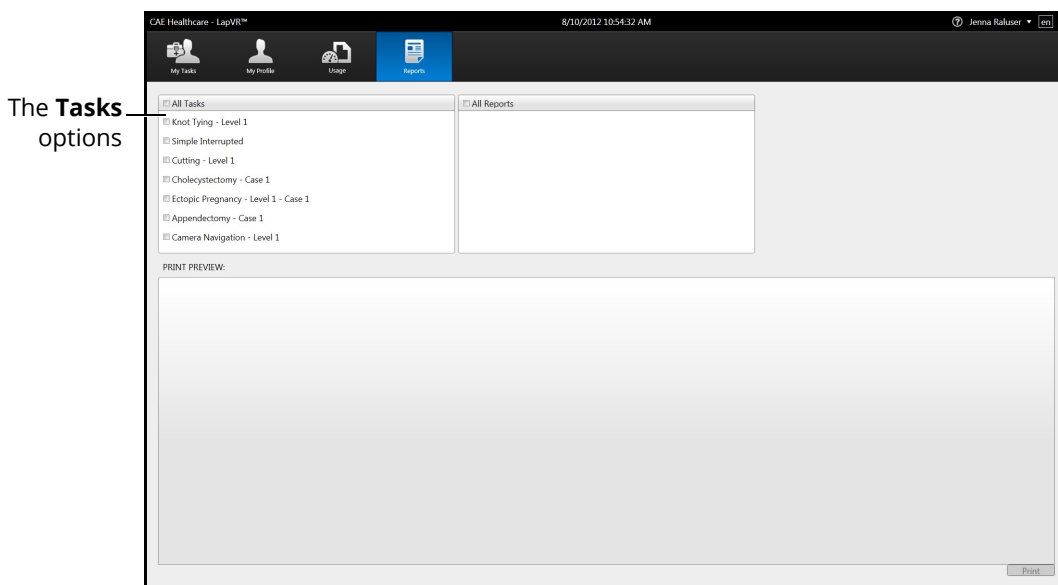 CAE Healthcare - LapVR™ 8/10/2012 10:54:32 AM ? Jenna Raluser ▼ en
My Tasks My Profile Usage Reports
The Tasks
options
All Tasks All Reports
Knot Tying - Level 1
Simple Interrupted
Cutting - Level 1
Cholecystectomy - Case 1
Ectopic Pregnancy - Level 1 - Case 1
Appendectomy - Case 1
Camera Navigation - Level 1
PRINT PREVIEW:
Print